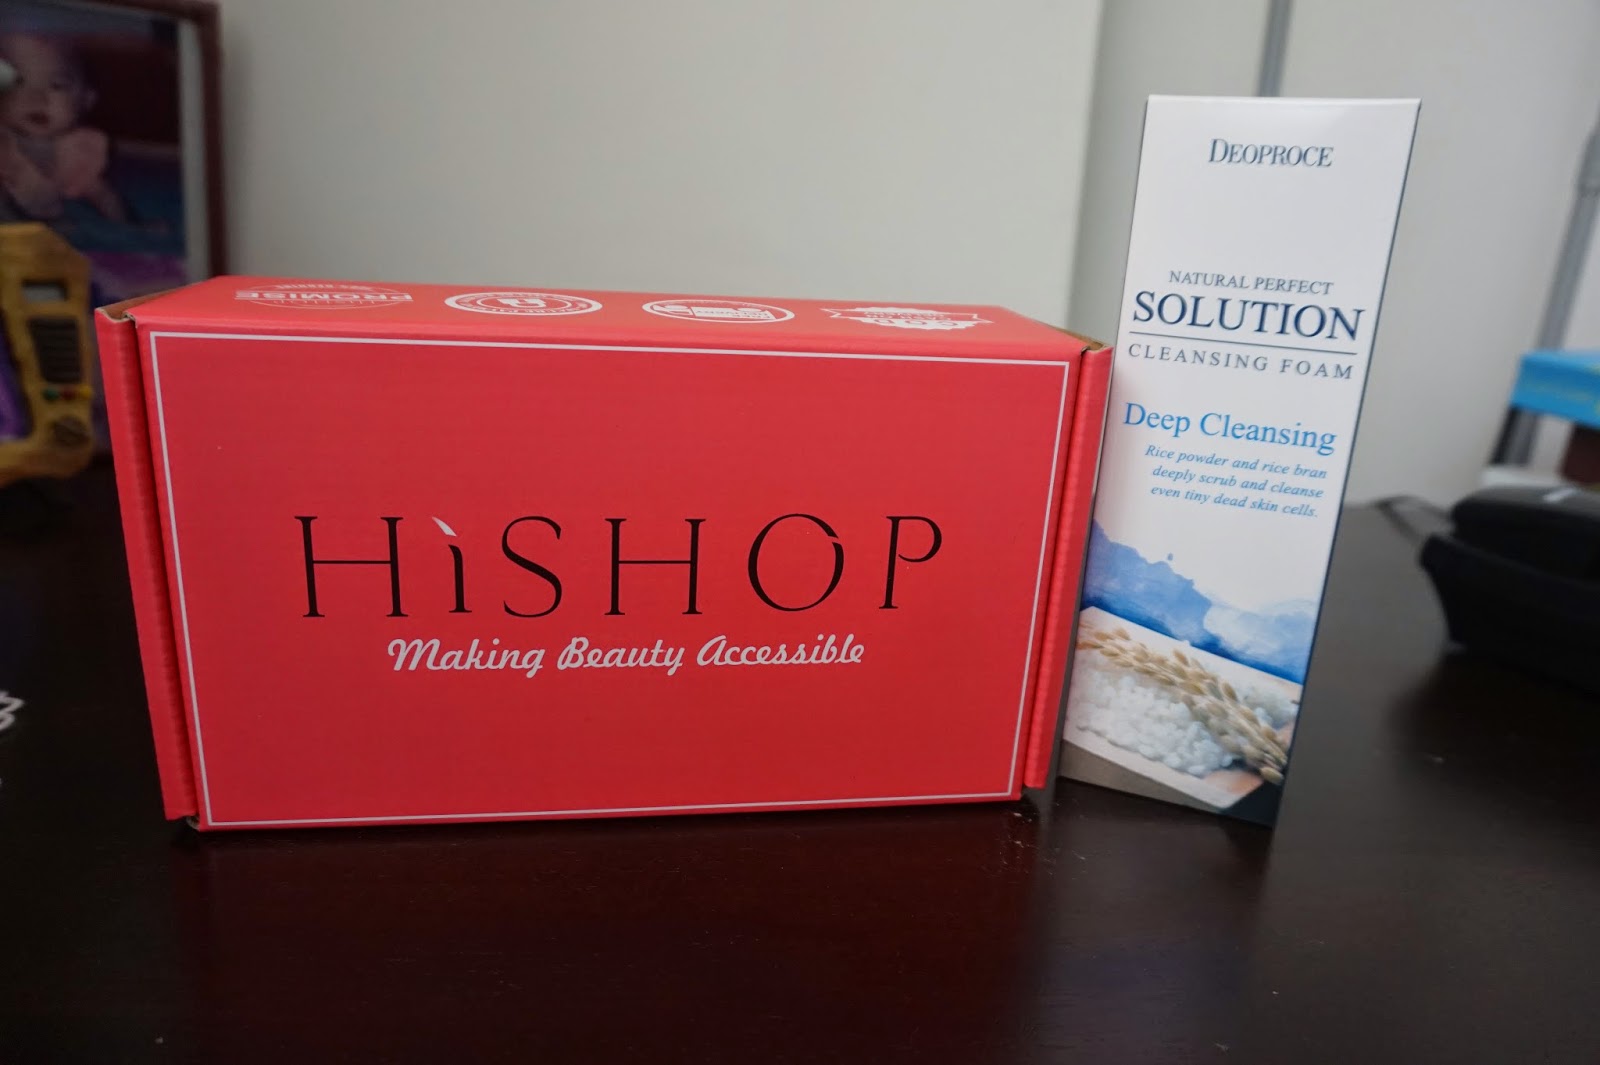 PROMISE
HiSHOP
Making Beauty Accessible
DEOPROCE
NATURAL PERFECT
SOLUTION
CLEANSING FOAM
Deep Cleansing
Rice powder and rice bran
deeply scrub and cleanse
even tiny dead skin cells.